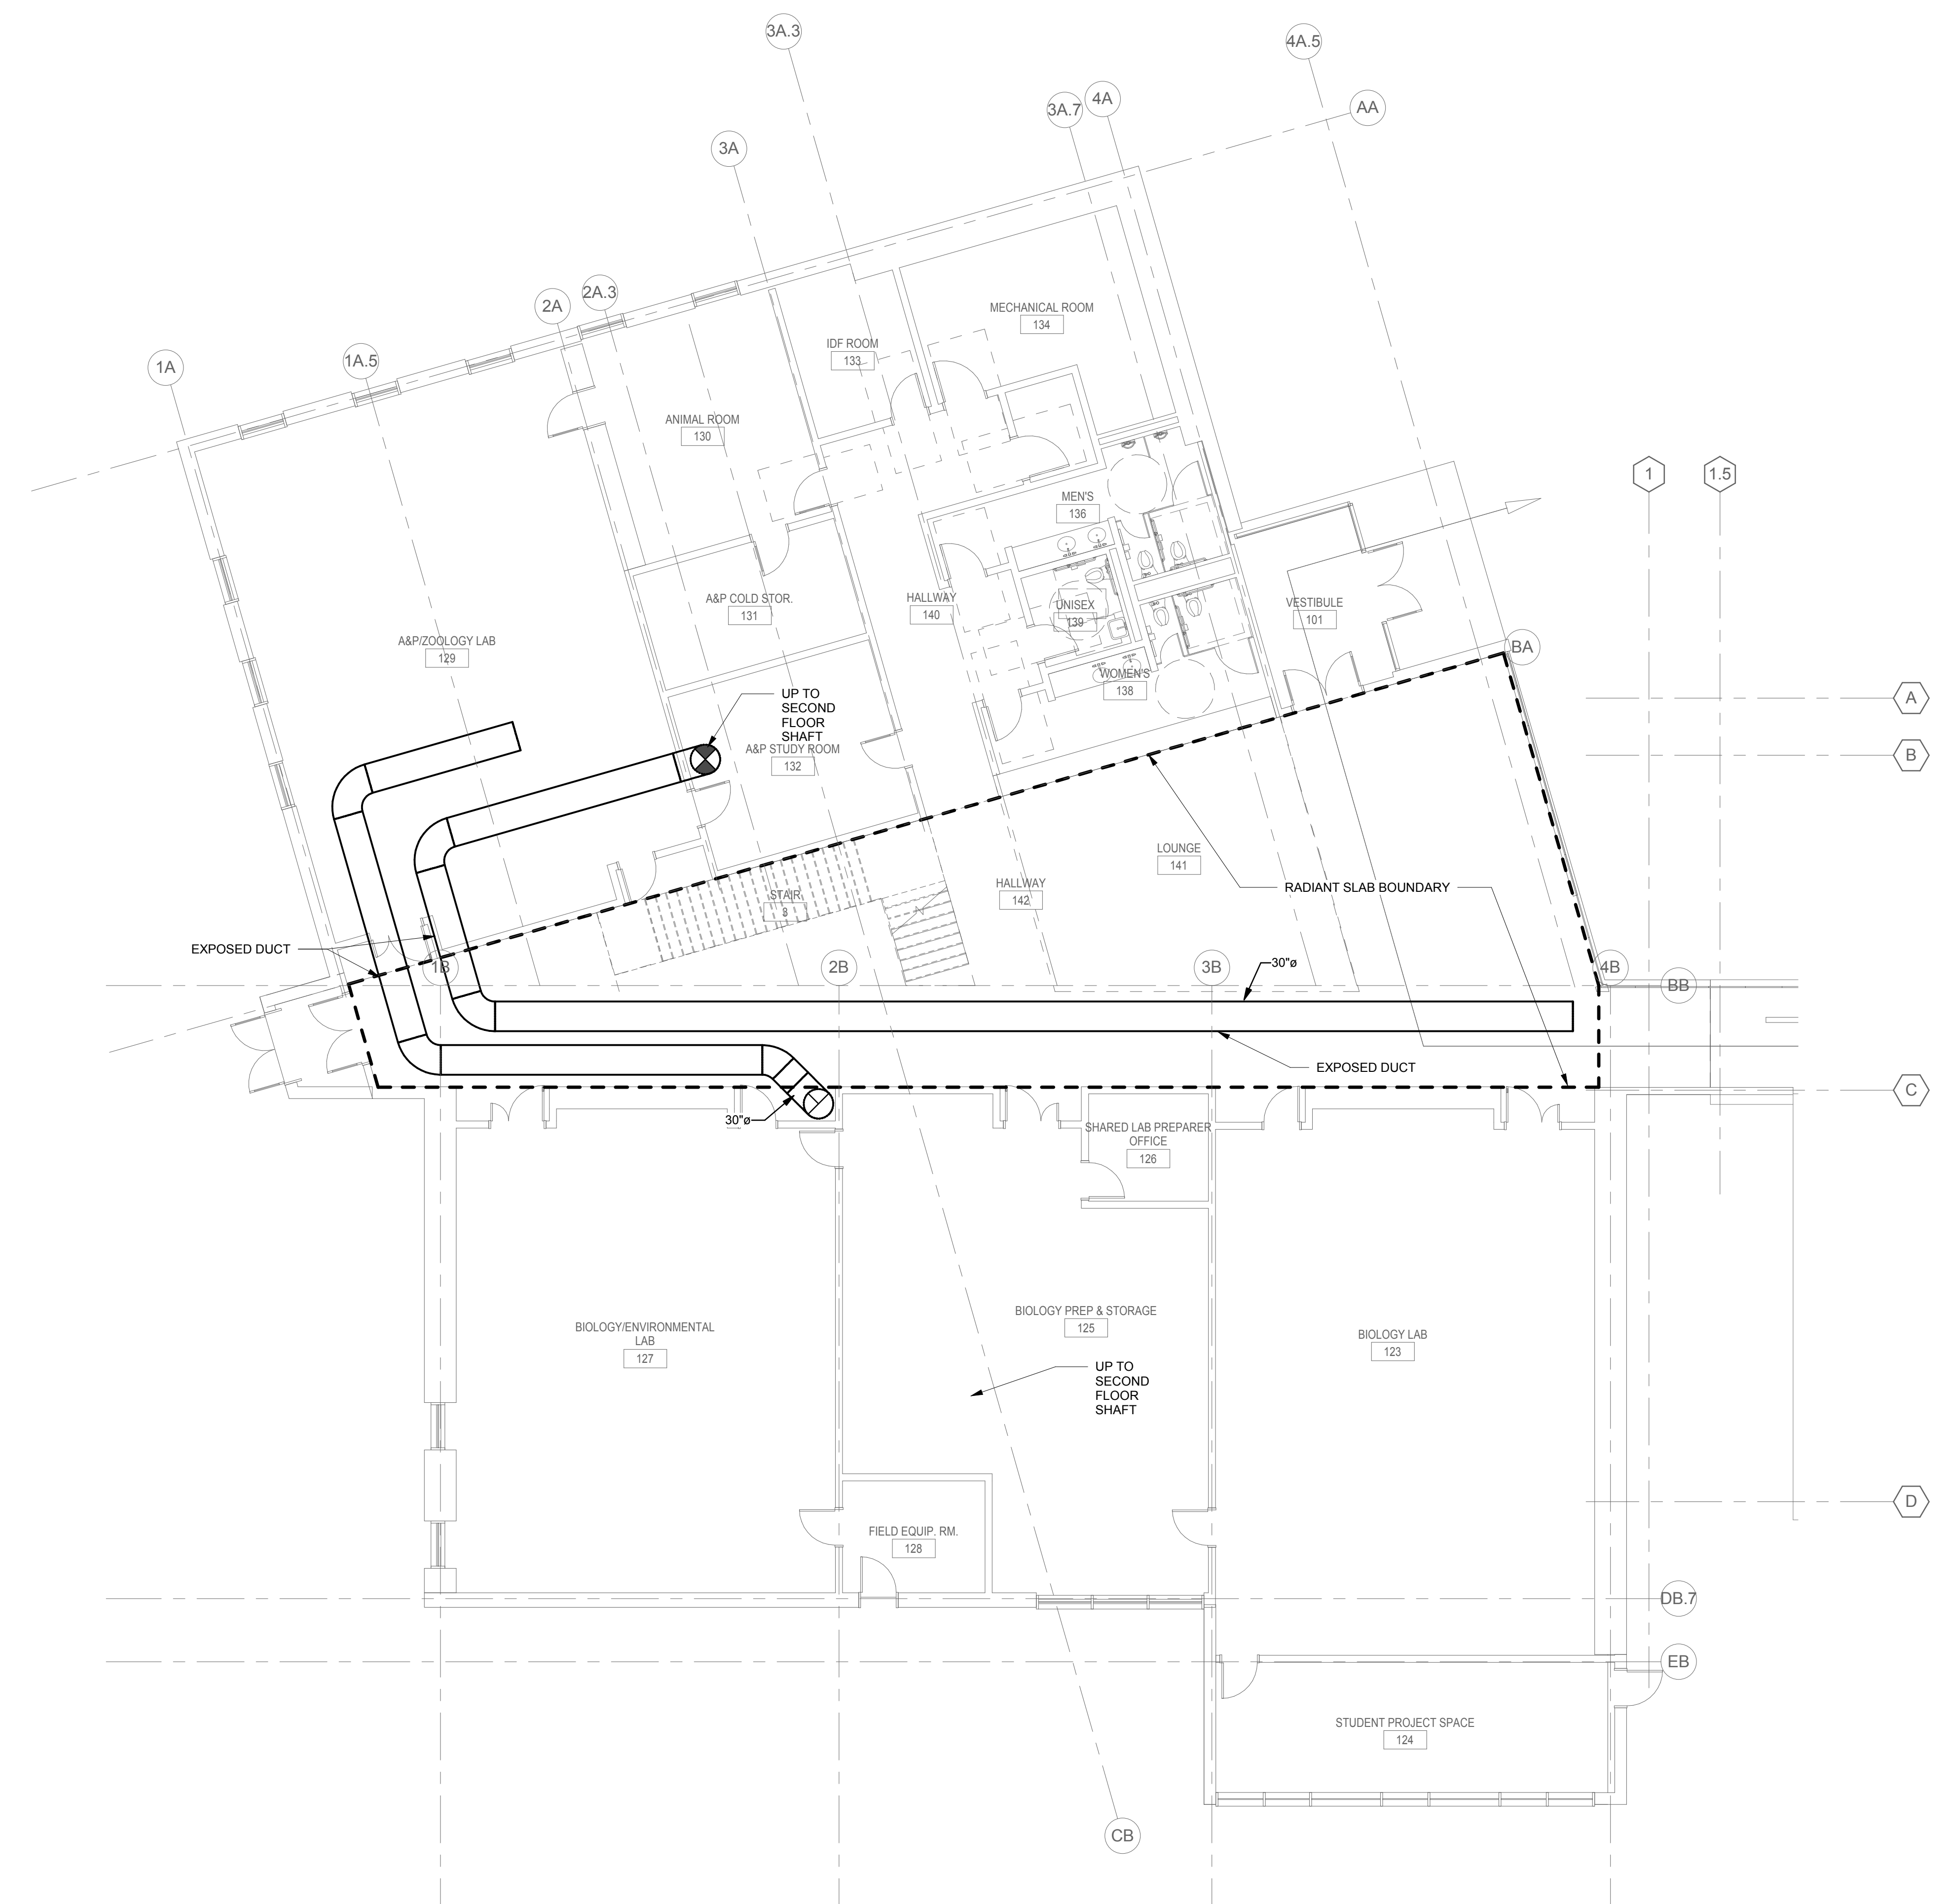 3A.3
4A.5
3A.7
4A
AA
3A
2A
2A.3
1A
1A.5
MECHANICAL ROOM
134
IDF ROOM
133
ANIMAL ROOM
130
1
1.5
MEN'S
136
A&P COLD STOR.
131
HALLWAY
140
UNISEX
139
VESTIBULE
101
A&P/ZOOLOGY LAB
129
BA
WOMEN'S
138
A
UP TO
SECOND
FLOOR
SHAFT
A&P STUDY ROOM
132
B
LOUNGE
141
HALLWAY
142
RADIANT SLAB BOUNDARY
STAIR
3
EXPOSED DUCT
1B
2B
3B
30"ø
4B
BB
EXPOSED DUCT
C
30"ø
SHARED LAB PREPARER
OFFICE
126
BIOLOGY PREP & STORAGE
125
BIOLOGY/ENVIRONMENTAL
LAB
127
BIOLOGY LAB
123
UP TO
SECOND
FLOOR
SHAFT
D
FIELD EQUIP. RM.
128
DB.7
EB
STUDENT PROJECT SPACE
124
CB